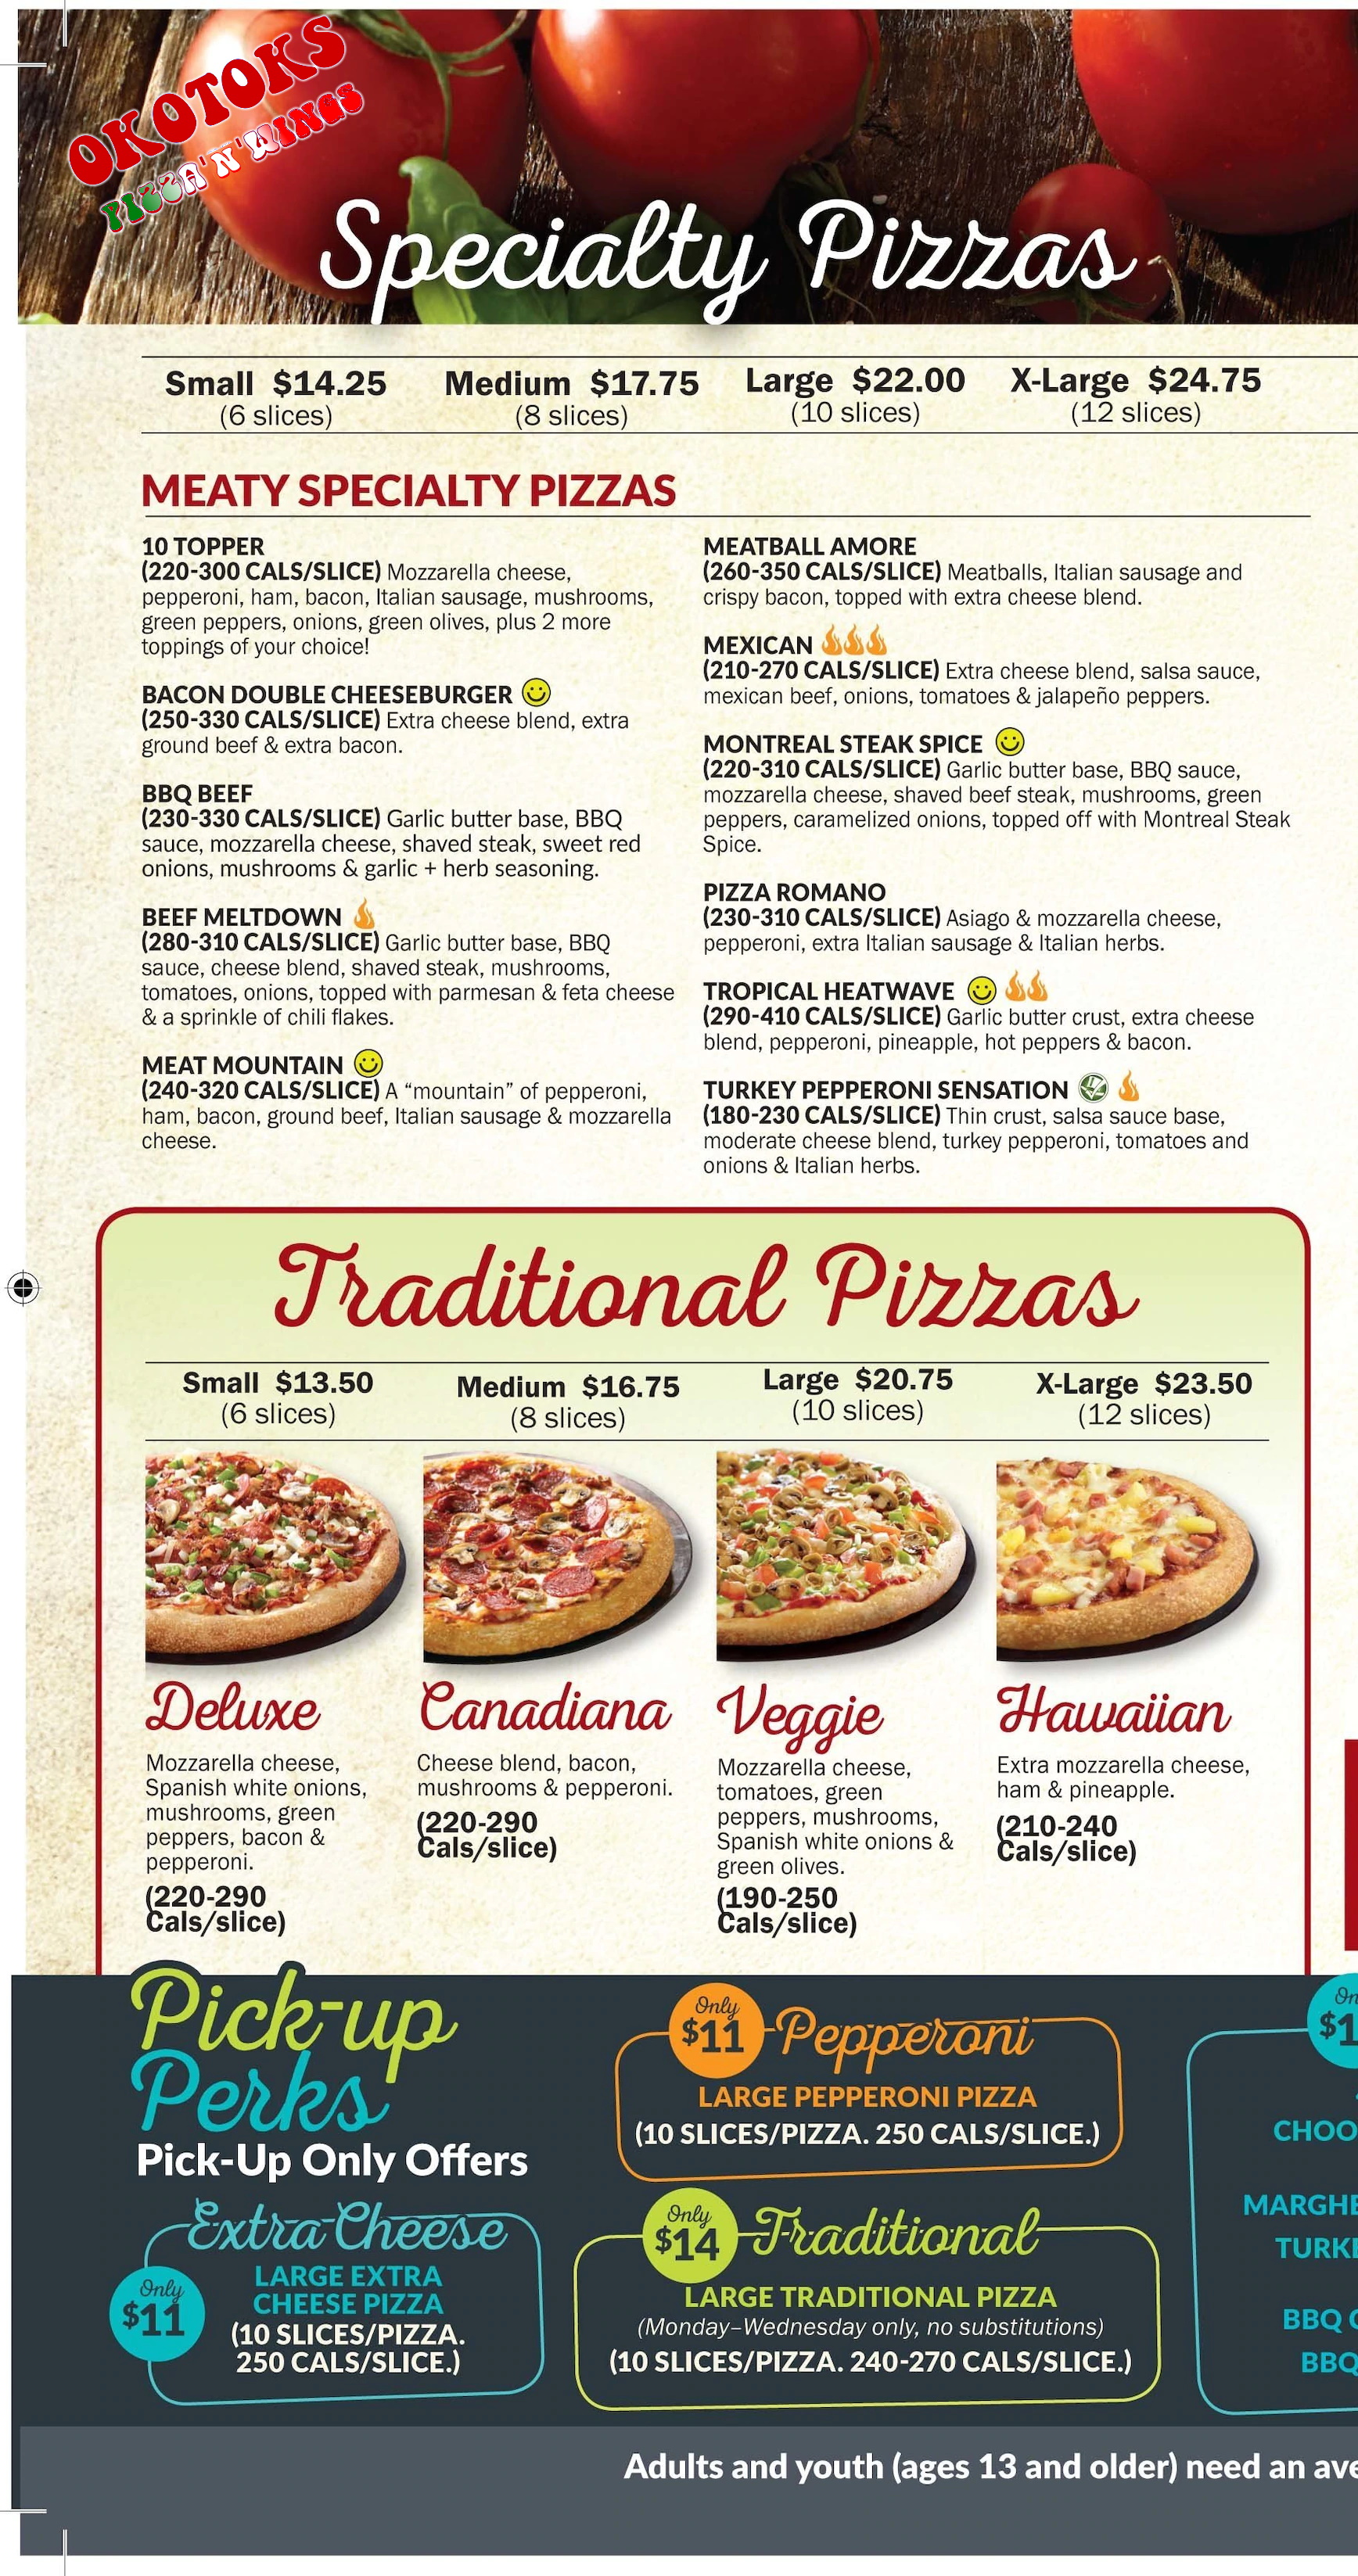 OKOTOKS
PIZZA'N'WINGS
Specialty Pizzas
Small $14.25
(6 slices)
Medium $17.75
(8 slices)
Large $22.00
(10 slices)
X-Large $24.75
(12 slices)
MEATY SPECIALTY PIZZAS
10 TOPPER
(220-300 CALS/SLICE) Mozzarella cheese,
pepperoni, ham, bacon, Italian sausage, mushrooms,
green peppers, onions, green olives, plus 2 more
toppings of your choice!
BACON DOUBLE CHEESEBURGER
(250-330 CALS/SLICE) Extra cheese blend, extra
ground beef & extra bacon.
BBQ BEEF
(230-330 CALS/SLICE) Garlic butter base, BBQ
sauce, mozzarella cheese, shaved steak, sweet red
onions, mushrooms & garlic + herb seasoning.
BEEF MELTDOWN
(280-310 CALS/SLICE) Garlic butter base, BBQ
sauce, cheese blend, shaved steak, mushrooms,
tomatoes, onions, topped with parmesan & feta cheese
& a sprinkle of chili flakes.
MEAT MOUNTAIN
(240-320 CALS/SLICE) A “mountain” of pepperoni,
ham, bacon, ground beef, Italian sausage & mozzarella
cheese.
MEATBALL AMORE
(260-350 CALS/SLICE) Meatballs, Italian sausage and
crispy bacon, topped with extra cheese blend.
MEXICAN
(210-270 CALS/SLICE) Extra cheese blend, salsa sauce,
mexican beef, onions, tomatoes & jalapeño peppers.
MONTREAL STEAK SPICE
(220-310 CALS/SLICE) Garlic butter base, BBQ sauce,
mozzarella cheese, shaved beef steak, mushrooms, green
peppers, caramelized onions, topped off with Montreal Steak
Spice.
PIZZA ROMANO
(230-310 CALS/SLICE) Asiago & mozzarella cheese,
pepperoni, extra Italian sausage & Italian herbs.
TROPICAL HEATWAVE
(290-410 CALS/SLICE) Garlic butter crust, extra cheese
blend, pepperoni, pineapple, hot peppers & bacon.
TURKEY PEPPERONI SENSATION
(180-230 CALS/SLICE) Thin crust, salsa sauce base,
moderate cheese blend, turkey pepperoni, tomatoes and
onions & Italian herbs.
Traditional Pizzas
Small $13.50
(6 slices)
Medium $16.75
(8 slices)
Large $20.75
(10 slices)
X-Large $23.50
(12 slices)
Deluxe
Mozzarella cheese,
Spanish white onions,
mushrooms, green
peppers, bacon &
pepperoni.
(220-290
Cals/slice)
Canadiana
Cheese blend, bacon,
mushrooms & pepperoni.
(220-290
Cals/slice)
Veggie
Mozzarella cheese,
tomatoes, green
peppers, mushrooms,
Spanish white onions &
green olives.
(190-250
Cals/slice)
Hawaiian
Extra mozzarella cheese,
ham & pineapple.
(210-240
Cals/slice)
Pick-up
Perks
Pick-Up Only Offers
Extra Cheese
Only
$11
LARGE EXTRA
CHEESE PIZZA
(10 SLICES/PIZZA.
250 CALS/SLICE.)
Only
$11
Pepperoni
LARGE PEPPERONI PIZZA
(10 SLICES/PIZZA. 250 CALS/SLICE.)
Only
$14
Traditional
LARGE TRADITIONAL PIZZA
(Monday–Wednesday only, no substitutions)
(10 SLICES/PIZZA. 240-270 CALS/SLICE.)
BBQ
Adults and youth (ages 13 and older) need an